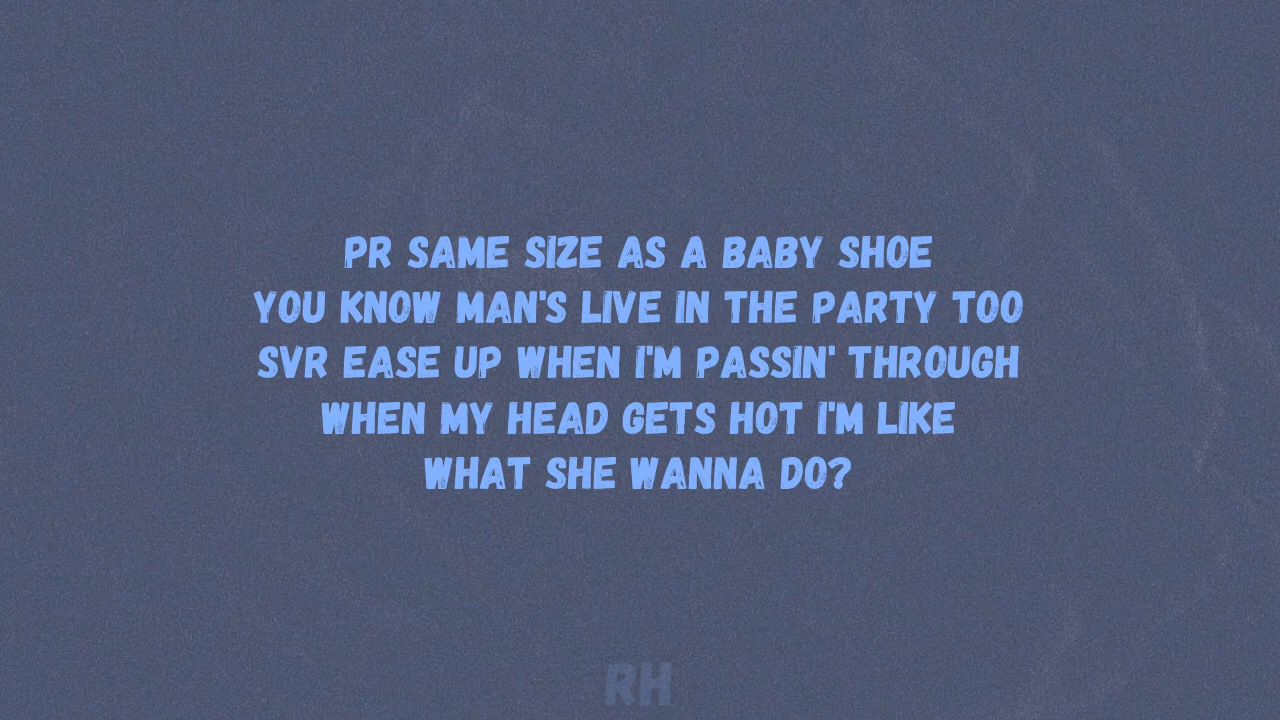 PR SAME SIZE AS A BABY SHOE
YOU KNOW MAN'S LIVE IN THE PARTY TOO
SVR EASE UP WHEN I'M PASSIN' THROUGH
WHEN MY HEAD GETS HOT I'M LIKE
WHAT SHE WANNA DO?
RH